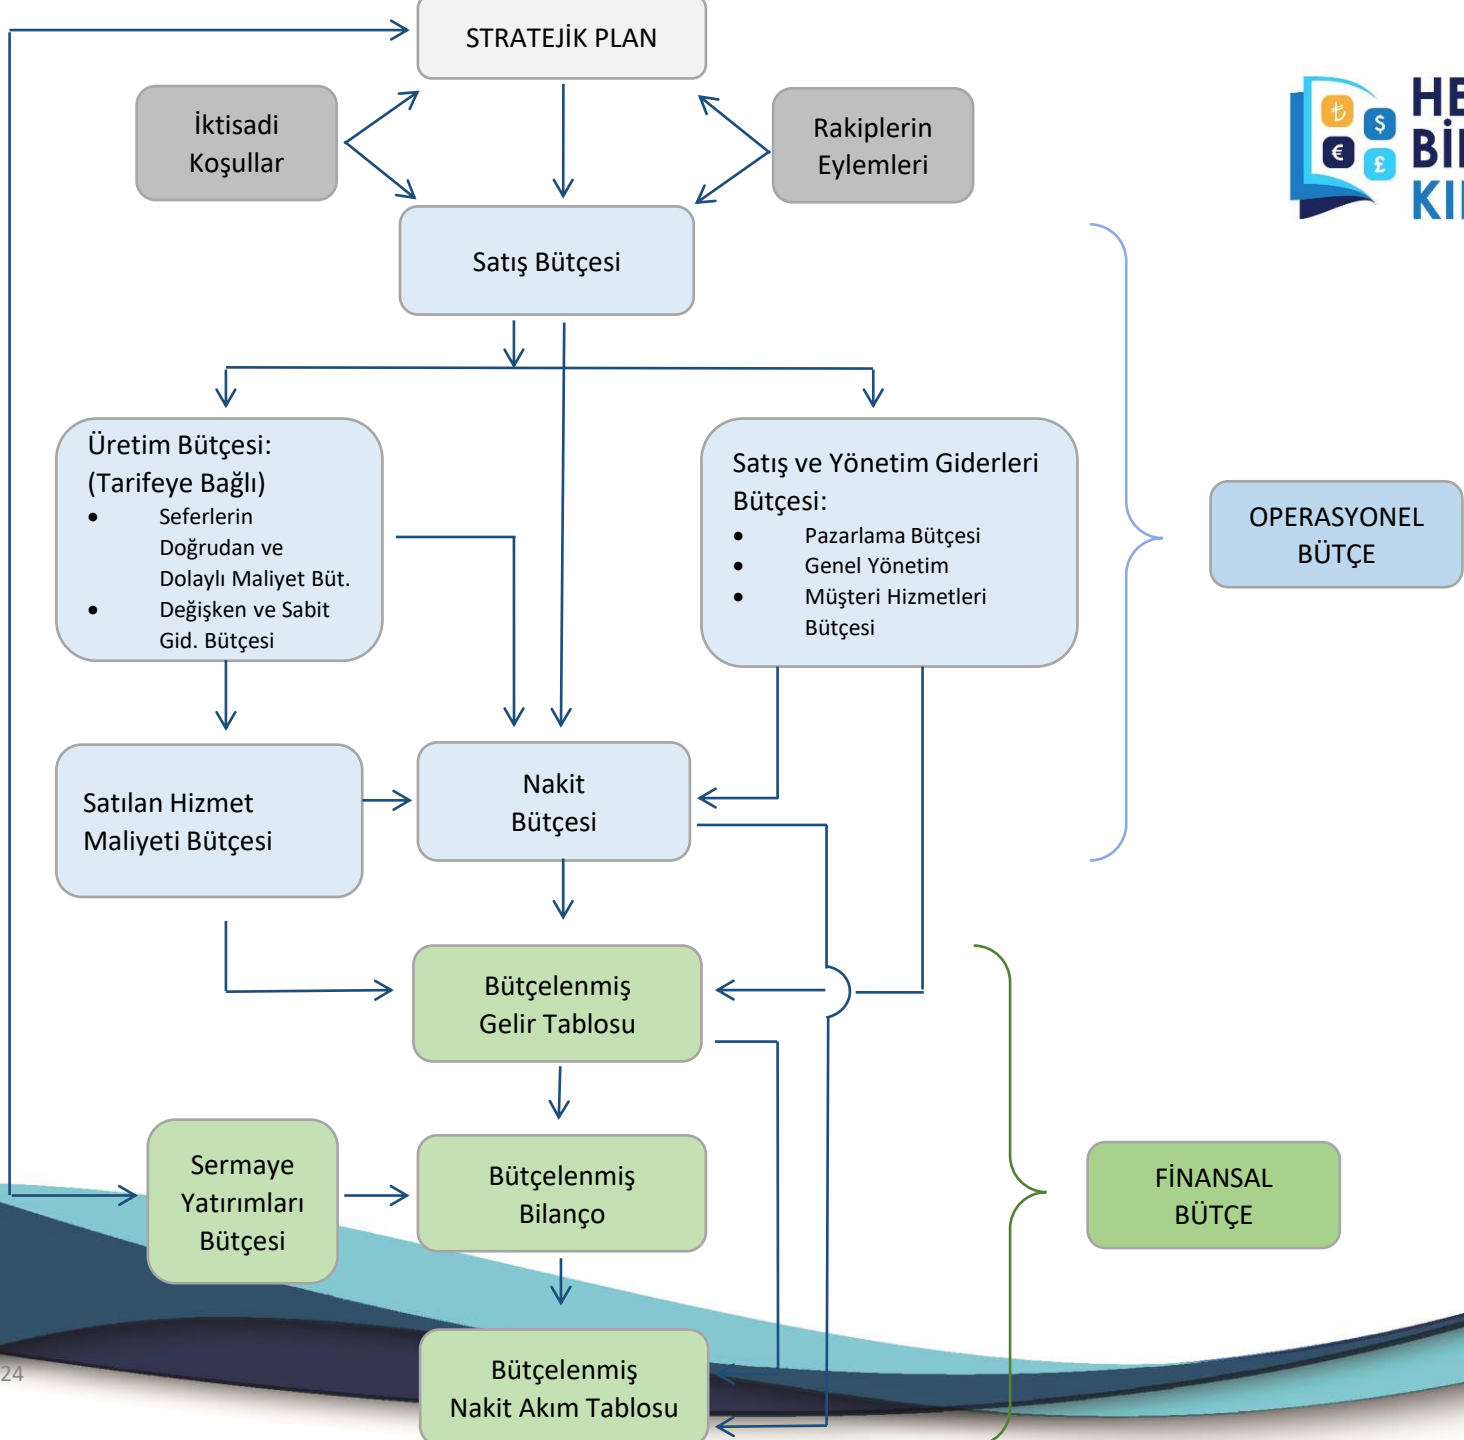 STRATEJİK PLAN
İktisadi
Koşullar
Rakiplerin
Eylemleri
₺
$
€
£
Satış Bütçesi
Üretim Bütçesi:
(Tarifeye Bağlı)
• Seferlerin
Doğrudan ve
Dolaylı Maliyet Büt.
• Değişken ve Sabit
Gid. Bütçesi
Satış ve Yönetim Giderleri
Bütçesi:
• Pazarlama Bütçesi
• Genel Yönetim
• Müşteri Hizmetleri
Bütçesi
OPERASYONEL
BÜTÇE
Satılan Hizmet
Maliyeti Bütçesi
Nakit
Bütçesi
Bütçelenmiş
Gelir Tablosu
Sermaye
Yatırımları
Bütçesi
Bütçelenmiş
Bilanço
FİNANSAL
BÜTÇE
Bütçelenmiş
Nakit Akım Tablosu
24